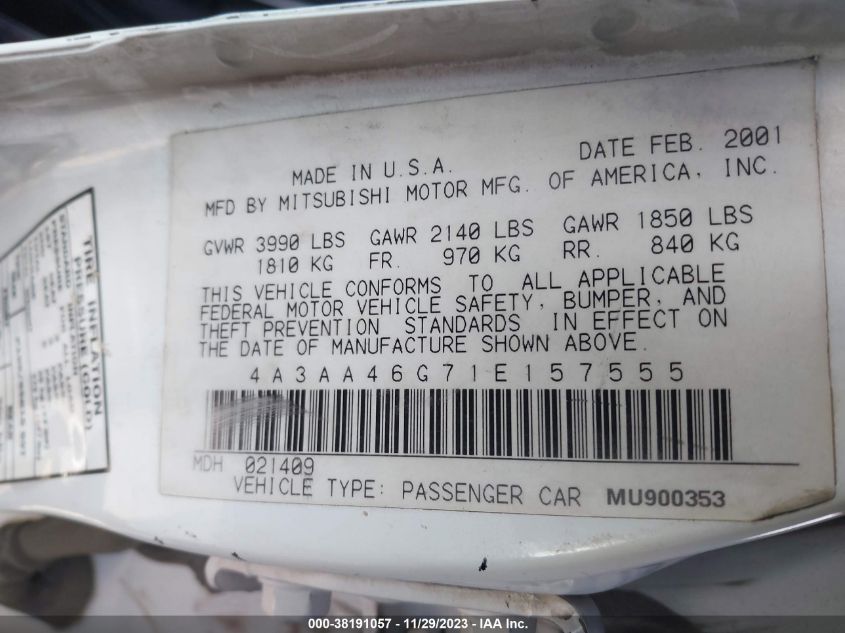 MADE IN U.S.A. DATE FEB. 2001
MFD BY MITSUBISHI MOTOR MFG. OF AMERICA, INC.
GVWR 3990 LBS GAWR 2140 LBS GAWR 1850 LBS
1810 KG FR. 970 KG RR. 840 KG
THIS VEHICLE CONFORMS TO ALL APPLICABLE
FEDERAL MOTOR VEHICLE SAFETY, BUMPER, AND
THEFT PREVENTION STANDARDS IN EFFECT ON
THE DATE OF MANUFACTURE SHOWN ABOVE.
4A3AA46G71E157555
MDH 021409
VEHICLE TYPE: PASSENGER CAR MU900353
TIRE INFLATION
PRESSURE (COLD)
000-38191057 - 11/29/2023 - IAA Inc.